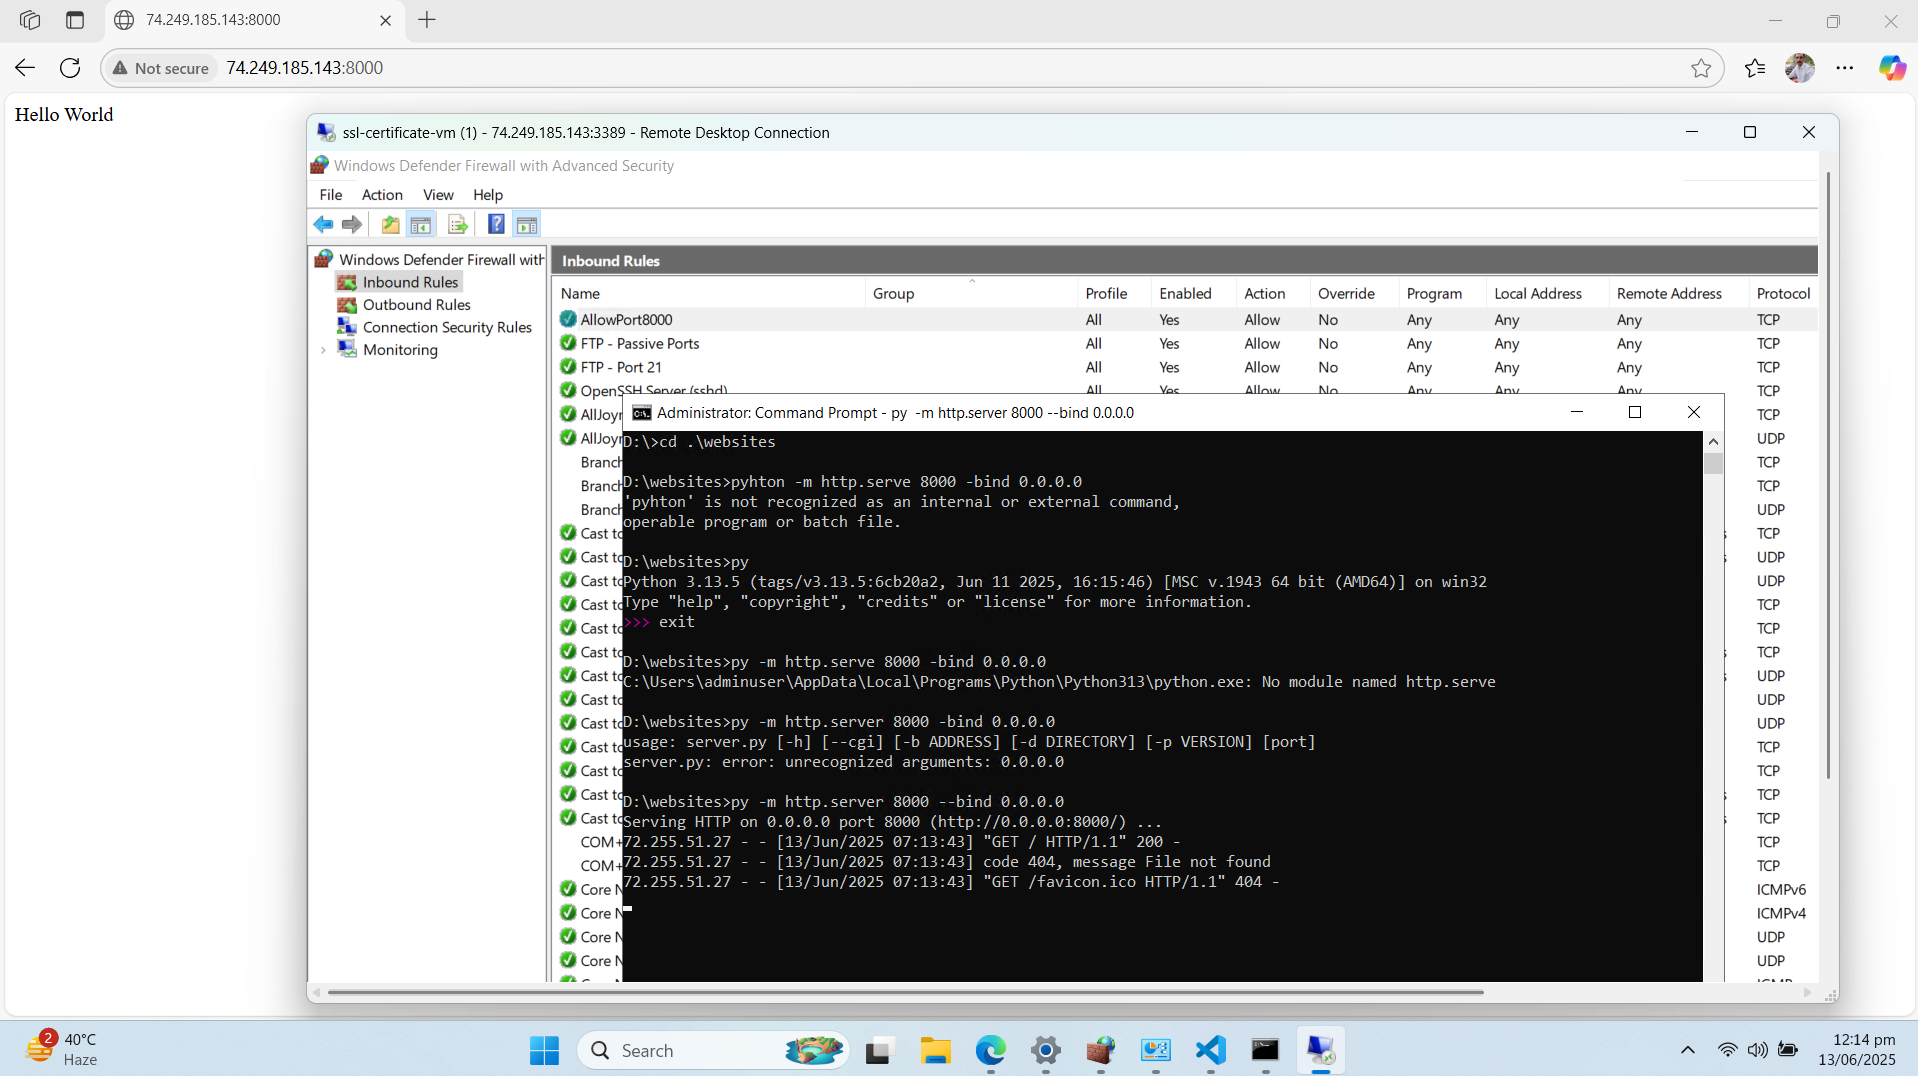 74.249.185.143:8000
Not secure
74.249.185.143:8000
Hello World
ssl-certificate-vm (1) - 74.249.185.143:3389 - Remote Desktop Connection
Windows Defender Firewall with Advanced Security
File Action View Help
Windows Defender Firewall with
Inbound Rules
Outbound Rules
Connection Security Rules
Monitoring
Inbound Rules
Name Group Profile Enabled Action Override Program Local Address Remote Address Protocol
AllowPort8000 All Yes Allow No Any Any Any TCP
FTP - Passive Ports All Yes Allow No Any Any Any TCP
FTP - Port 21 All Yes Allow No Any Any Any TCP
OpenSSH Server (sshd) All Yes Allow No Any Any Any TCP
AllJoyn TCP
AllJoyn UDP
Branch TCP
Branch TCP
Branch UDP
Cast to TCP
Cast to UDP
Cast to UDP
Cast to TCP
Cast to TCP
Cast to TCP
Cast to UDP
Cast to UDP
Cast to UDP
Cast to TCP
Cast to TCP
Cast to TCP
Cast to TCP
COM+ TCP
COM+ TCP
Core N ICMPv6
Core N ICMPv4
Core N UDP
Core N UDP
Administrator: Command Prompt - py -m http.server 8000 --bind 0.0.0.0
D:\>cd .\websites
D:\websites>pyhton -m http.serve 8000 -bind 0.0.0.0
'pyhton' is not recognized as an internal or external command,
operable program or batch file.
D:\websites>py
Python 3.13.5 (tags/v3.13.5:6cb20a2, Jun 11 2025, 16:15:46) [MSC v.1943 64 bit (AMD64)] on win32
Type "help", "copyright", "credits" or "license" for more information.
>>> exit
D:\websites>py -m http.serve 8000 -bind 0.0.0.0
C:\Users\adminuser\AppData\Local\Programs\Python\Python313\python.exe: No module named http.serve
D:\websites>py -m http.server 8000 -bind 0.0.0.0
usage: server.py [-h] [--cgi] [-b ADDRESS] [-d DIRECTORY] [-p VERSION] [port]
server.py: error: unrecognized arguments: 0.0.0.0
D:\websites>py -m http.server 8000 --bind 0.0.0.0
Serving HTTP on 0.0.0.0 port 8000 (http://0.0.0.0:8000/) ...
72.255.51.27 - - [13/Jun/2025 07:13:43] "GET / HTTP/1.1" 200 -
72.255.51.27 - - [13/Jun/2025 07:13:43] code 404, message File not found
72.255.51.27 - - [13/Jun/2025 07:13:43] "GET /favicon.ico HTTP/1.1" 404 -
2
40°C
Haze
Search
12:14 pm
13/06/2025